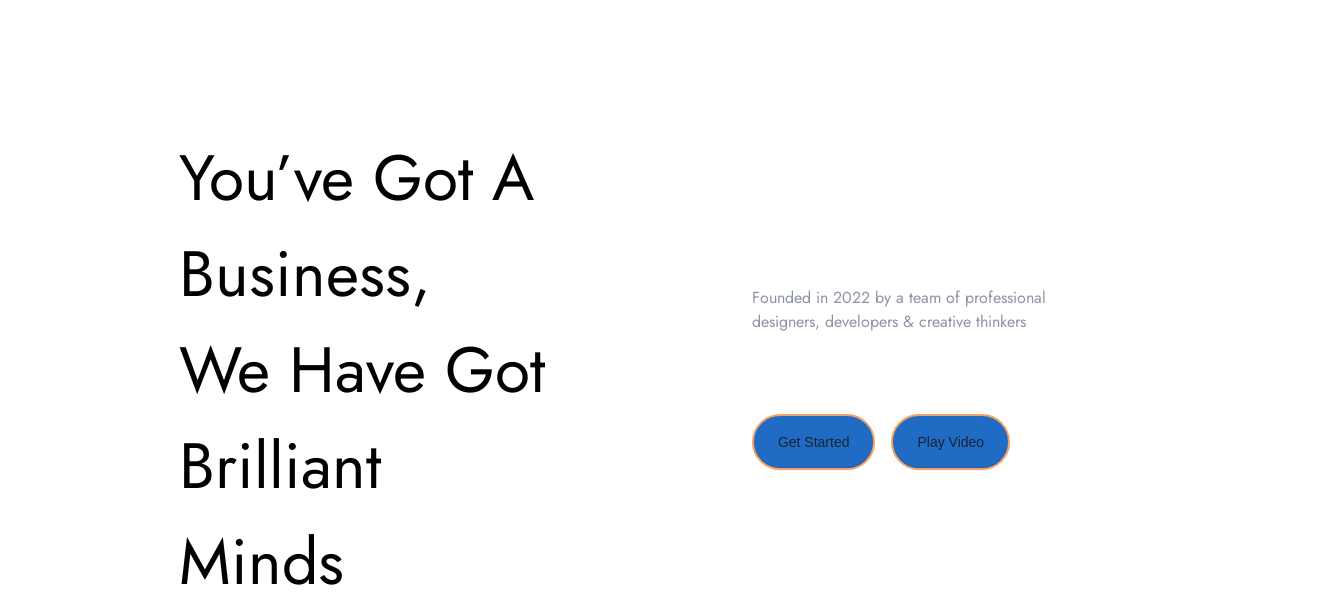 You’ve Got A
Business,
We Have Got
Brilliant
Minds
Founded in 2022 by a team of professional
designers, developers & creative thinkers
Get Started
Play Video